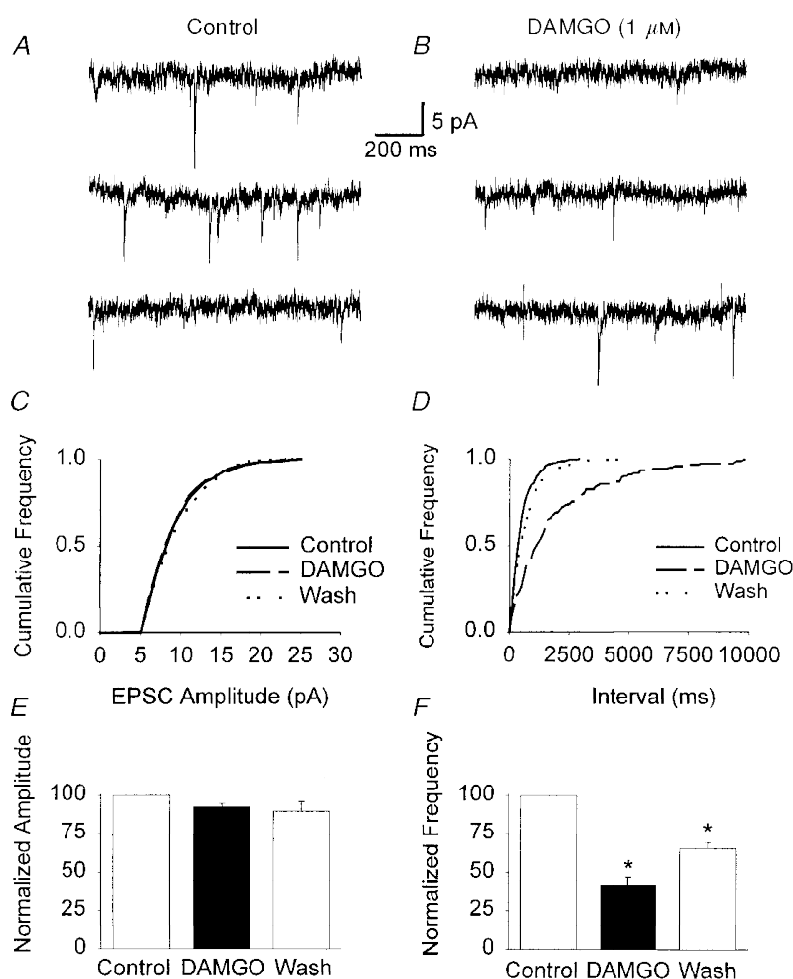 A Control B DAMGO (1 μM)
5 pA
200 ms
C D
Cumulative Frequency
1.0
0.5
0.0
0 5 10 15 20 25 30
EPSC Amplitude (pA)
Control
DAMGO
Wash
Cumulative Frequency
1.0
0.5
0.0
0 2500 5000 7500 10000
Interval (ms)
Control
DAMGO
Wash
E F
Normalized Amplitude
100
75
50
25
0
Control DAMGO Wash
Normalized Frequency
100
75
50
25
0
* *
Control DAMGO Wash